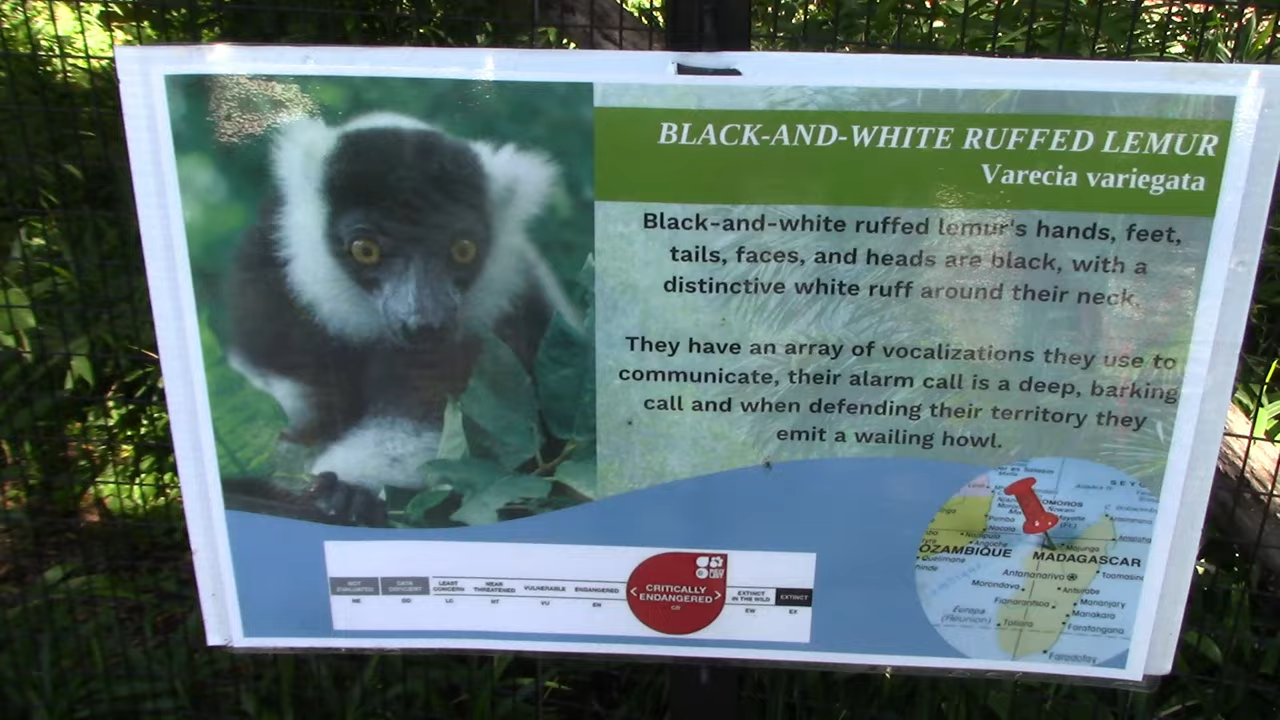 BLACK-AND-WHITE RUFFED LEMUR
Varecia variegata
Black-and-white ruffed lemur's hands, feet,
tails, faces, and heads are black, with a
distinctive white ruff around their neck.
They have an array of vocalizations they use to
communicate, their alarm call is a deep, barking
call and when defending their territory they
emit a wailing howl.
NOT EVALUATED
NE
DATA DEFICIENT
DD
LEAST CONCERN
LC
NEAR THREATENED
NT
VULNERABLE
VU
ENDANGERED
EN
< CRITICALLY ENDANGERED >
CR
EXTINCT IN THE WILD
EW
EXTINCT
EX
SEYC
COMOROS
OZAMBIQUE
MADAGASCAR
Majunga
Antananarivo
Toamasina
Morondava
Antsirabe
Fianarantsoa
Mananjary
Manakara
Europa
(Réunion)
Toliara
Farafangana